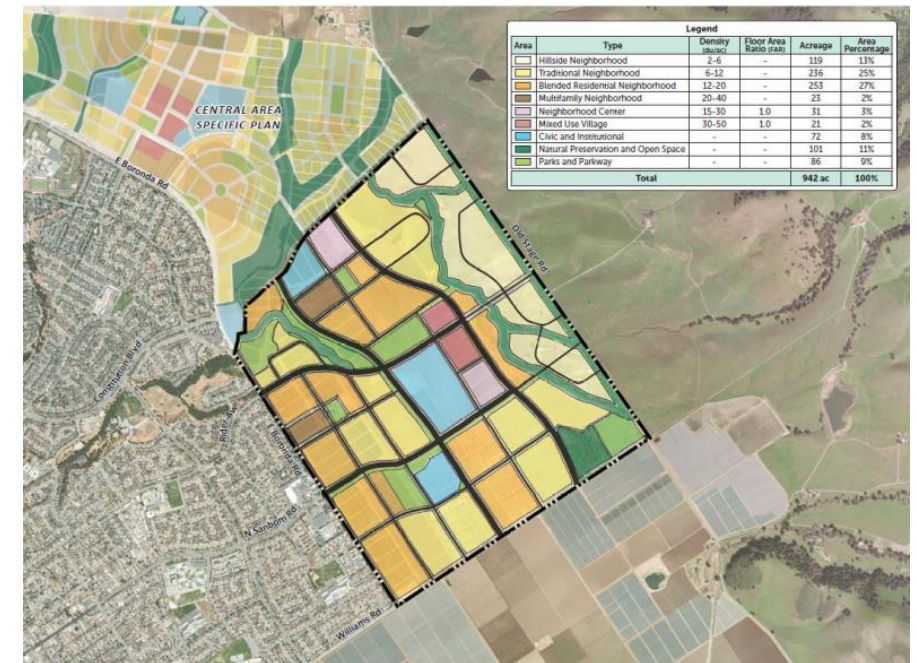 Legend
Area Type Density (du/ac) Floor Area Ratio (FAR) Acreage Area Percentage
Hillside Neighborhood 2-6 - 119 13%
Traditional Neighborhood 6-12 - 236 25%
Blended Residential Neighborhood 12-20 - 253 27%
Multifamily Neighborhood 20-40 - 23 2%
Neighborhood Center 15-30 1.0 31 3%
Mixed Use Village 30-50 1.0 21 2%
Civic and Institutional - - 72 8%
Natural Preservation and Open Space - - 101 11%
Parks and Parkway - - 86 9%
Total 942 ac 100%
CENTRAL AREA
SPECIFIC PLAN
E Boronda Rd
Old Stage Rd
Constitution Blvd
E Boronda Rd
N Sanborn Rd
Williams Rd